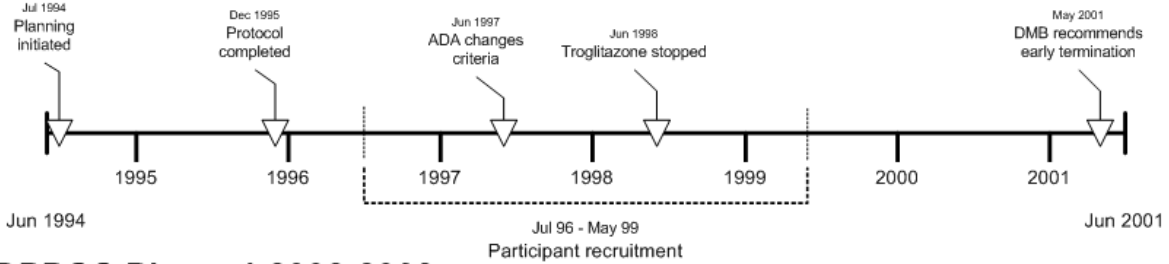 Jul 1994
Planning
initiated
Dec 1995
Protocol
completed
Jun 1997
ADA changes
criteria
Jun 1998
Troglitazone stopped
May 2001
DMB recommends
early termination
1995
1996
1997
1998
1999
2000
2001
Jun 1994
Jun 2001
Jul 96 - May 99
Participant recruitment